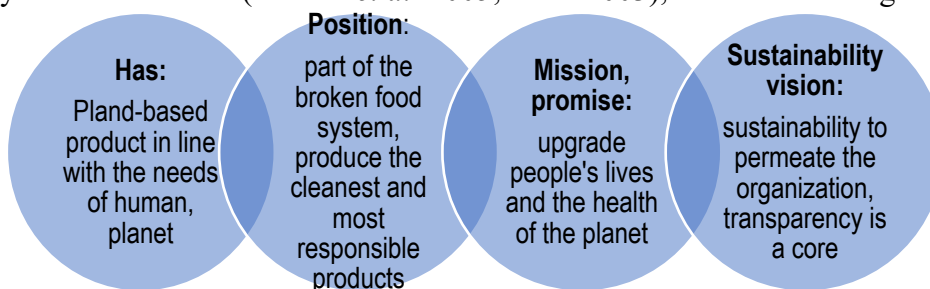 Has:
Pland-based
product in line
with the needs
of human,
planet
Position:
part of the
broken food
system,
produce the
cleanest and
most
responsible
products
Mission,
promise:
upgrade
people's lives
and the health
of the planet
Sustainability
vision:
sustainability to
permeate the
organization,
transparency is
a core